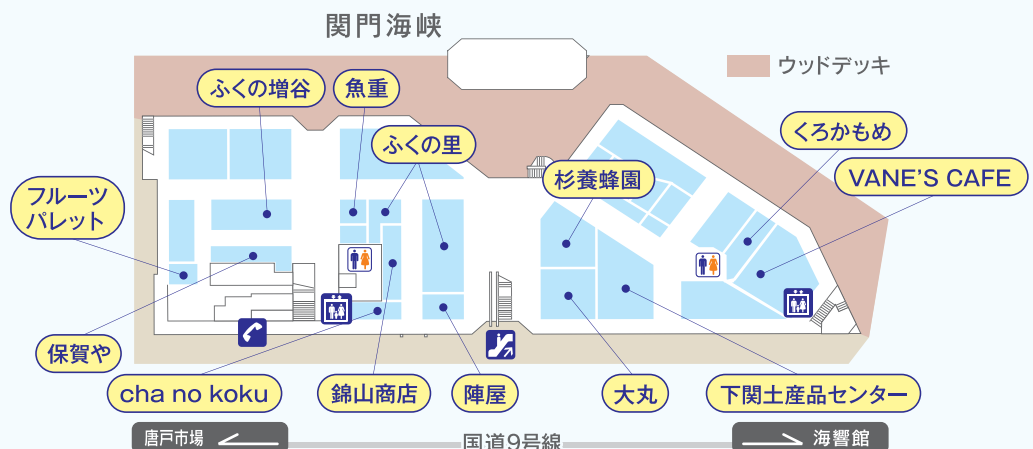 関門海峡
ウッドデッキ
ふくの増谷
魚重
くろかもめ
ふくの里
杉養蜂園
VANE'S CAFE
フルーツ
パレット
保賀や
cha no koku
錦山商店
陣屋
大丸
下関土産品センター
唐戸市場
国道9号線
海響館